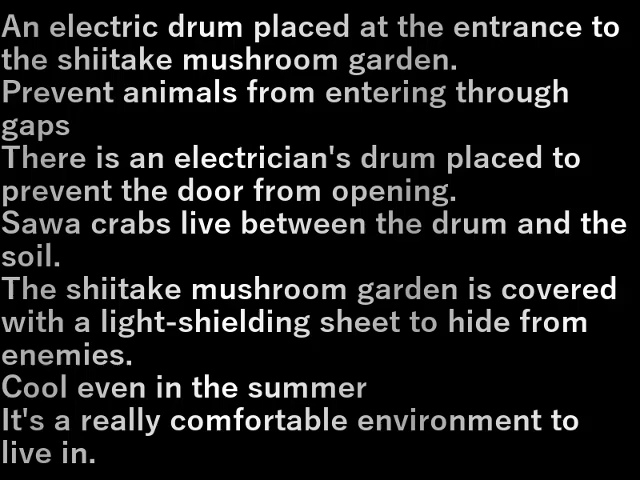 An electric drum placed at the entrance to
the shiitake mushroom garden.
Prevent animals from entering through
gaps
There is an electrician's drum placed to
prevent the door from opening.
Sawa crabs live between the drum and the
soil.
The shiitake mushroom garden is covered
with a light-shielding sheet to hide from
enemies.
Cool even in the summer
It's a really comfortable environment to
live in.